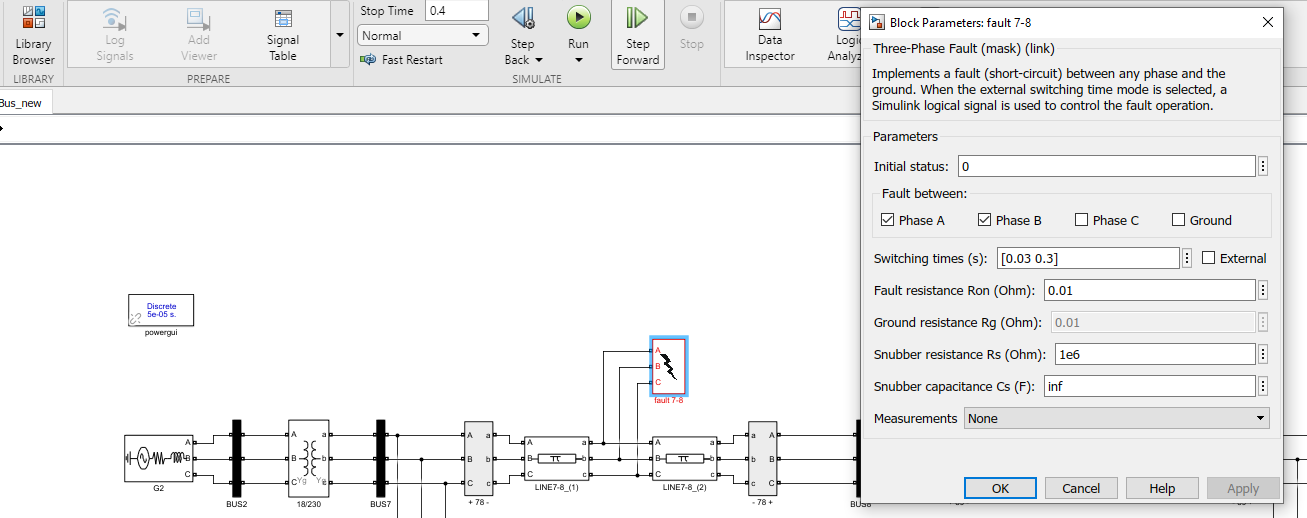 Library
Browser
LIBRARY
Log
Signals
Add
Viewer
Signal
Table
PREPARE
Stop Time 0.4
Normal
Fast Restart
Step
Back
Run
Step
Forward
Stop
SIMULATE
Data
Inspector
Logic
Analyz
Bus_new
Discrete
5e-05 s.
powergui
A
B
C
fault 7-8
A a A a A a A a a A
B b B b B b b B
C c C c C c C c c C
Yg Yg
G2 BUS2 18/230 BUS7 + 78 - LINE7-8_(1) LINE7-8_(2) - 78 + BUS8
Block Parameters: fault 7-8
Three-Phase Fault (mask) (link)
Implements a fault (short-circuit) between any phase and the
ground. When the external switching time mode is selected, a
Simulink logical signal is used to control the fault operation.
Parameters
Initial status: 0
Fault between:
Phase A Phase B Phase C Ground
Switching times (s): [0.03 0.3] External
Fault resistance Ron (Ohm): 0.01
Ground resistance Rg (Ohm): 0.01
Snubber resistance Rs (Ohm): 1e6
Snubber capacitance Cs (F): inf
Measurements None
OK Cancel Help Apply